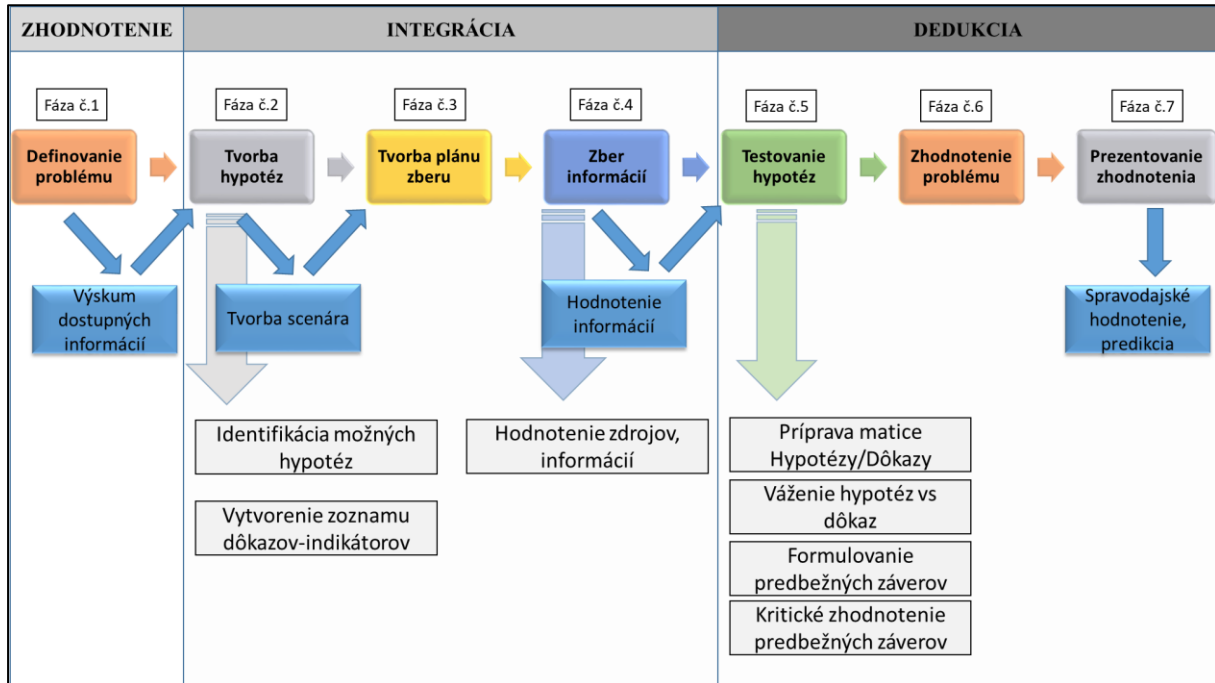 ZHODNOTENIE
INTEGRÁCIA
DEDUKCIA
Fáza č.1
Fáza č.2
Fáza č.3
Fáza č.4
Fáza č.5
Fáza č.6
Fáza č.7
Definovanie
problému
Tvorba
hypotéz
Tvorba plánu
zberu
Zber
informácií
Testovanie
hypotéz
Zhodnotenie
problému
Prezentovanie
zhodnotenia
Výskum
dostupných
informácií
Tvorba scenára
Hodnotenie
informácií
Spravodajské
hodnotenie,
predikcia
Identifikácia možných
hypotéz
Vytvorenie zoznamu
dôkazov-indikátorov
Hodnotenie zdrojov,
informácií
Príprava matice
Hypotézy/Dôkazy
Váženie hypotéz vs
dôkaz
Formulovanie
predbežných záverov
Kritické zhodnotenie
predbežných záverov